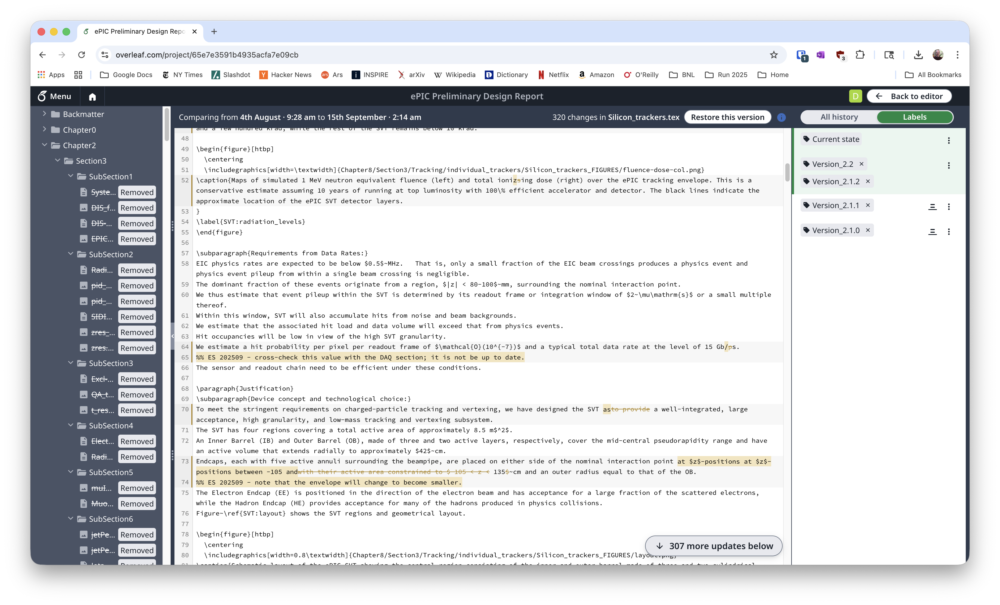 ePIC Preliminary Design Repo
overleaf.com/project/65e7e3591b4935acfa7e09cb
1
N
3
Apps
Google Docs
NY Times
Slashdot
Y Hacker News
ars Ars
i INSPIRE
arXiv
W Wikipedia
D Dictionary
N Netflix
a Amazon
O'Reilly
BNL
Run 2025
Home
All Bookmarks
Menu
ePIC Preliminary Design Report
D
Back to editor
Backmatter
Chapter0
Chapter2
Section3
SubSection1
Syste... Removed
DIS_f... Removed
DIS-... Removed
EPIC... Removed
SubSection2
Radi... Removed
pid_... Removed
pid_... Removed
SIDI... Removed
zres_... Removed
zres.... Removed
SubSection3
Excl-... Removed
QA_t... Removed
t_res... Removed
SubSection4
Elect... Removed
Radi... Removed
SubSection5
muI... Removed
Muo... Removed
SubSection6
jetPe... Removed
jetPe... Removed
Comparing from 4th August · 9:28 am to 15th September · 2:14 am
320 changes in Silicon_trackers.tex
Restore this version
i
and a few hundred krad, while the rest of the SVT remains below 10 krad.
48
49 \begin{figure}[htbp]
50 \centering
51 \includegraphics[width=\textwidth]{Chapter8/Section3/Tracking/individual_trackers/Silicon_trackers_FIGURES/fluence-dose-col.png}
52 \caption{Maps of simulated 1 MeV neutron equivalent fluence (left) and total ionizsing dose (right) over the ePIC tracking envelope. This is a
conservative estimate assuming 10 years of running at top luminosity with 100\% efficient accelerator and detector. The black lines indicate the
approximate location of the ePIC SVT detector layers.
53 }
54 \label{SVT:radiation_levels}
55 \end{figure}
56
57 \subparagraph{Requirements from Data Rates:}
58 EIC physics rates are expected to be below $0.5$~MHz.   That is, only a small fraction of the EIC beam crossings produces a physics event and
physics event pileup from within a single beam crossing is negligible.
59 The dominant fraction of these events originate from a region, $|z| < 80-100$~mm, surrounding the nominal interaction point.
60 We thus estimate that event pileup within the SVT is determined by its readout frame or integration window of $2~\mu\mathrm{s}$ or a small multiple
thereof.
61 Within this window, SVT will also accumulate hits from noise and beam backgrounds.
62 We estimate that the associated hit load and data volume will exceed that from physics events.
63 Hit occupancies will be low in view of the high SVT granularity.
64 We estimate a hit probability per pixel per readout frame of $\mathcal{O}(10^{-7})$ and a typical total data rate at the level of 15 Gb/ps.
65 %% ES 202509 - cross-check this value with the DAQ section; it is not be up to date.
66 The sensor and readout chain need to be efficient under these conditions.
67
68 \paragraph{Justification}
69 \subparagraph{Device concept and technological choice:}
70 To meet the stringent requirements on charged-particle tracking and vertexing, we have designed the SVT asto provide a well-integrated, large
acceptance, high granularity, and low-mass tracking and vertexing subsystem.
71 The SVT has four regions covering a total active area of approximately 8.5 m$^2$.
72 An Inner Barrel (IB) and Outer Barrel (OB), made of three and two active layers, respectively, cover the mid-central pseudorapidity range and have
an active volume that extends radially to approximately $42$~cm.
73 Endcaps, each with five active annuli surrounding the beampipe, are placed on either side of the nominal interaction point at $z$-positions at $z$-
positions between -105 andwith their active area constrained to $-105 < z < 135$~cm and an outer radius equal to that of the OB.
74 %% ES 202509 - note that the envelope will change to become smaller.
75 The Electron Endcap (EE) is positioned in the direction of the electron beam and has acceptance for a large fraction of the scattered electrons,
while the Hadron Endcap (HE) provides acceptance for many of the hadrons produced in physics collisions.
76 Figure~\ref{SVT:layout} shows the SVT regions and geometrical layout.
77
78 \begin{figure}[htbp]
79 \centering
80 \includegraphics[width=0.8\textwidth]{Chapter8/Section3/Tracking/individual_trackers/Silicon_trackers_FIGURES/layout.png}
307 more updates below
All history
Labels
Current state
Version_2.2 ×
Version_2.1.2 ×
Version_2.1.1 ×
Version_2.1.0 ×